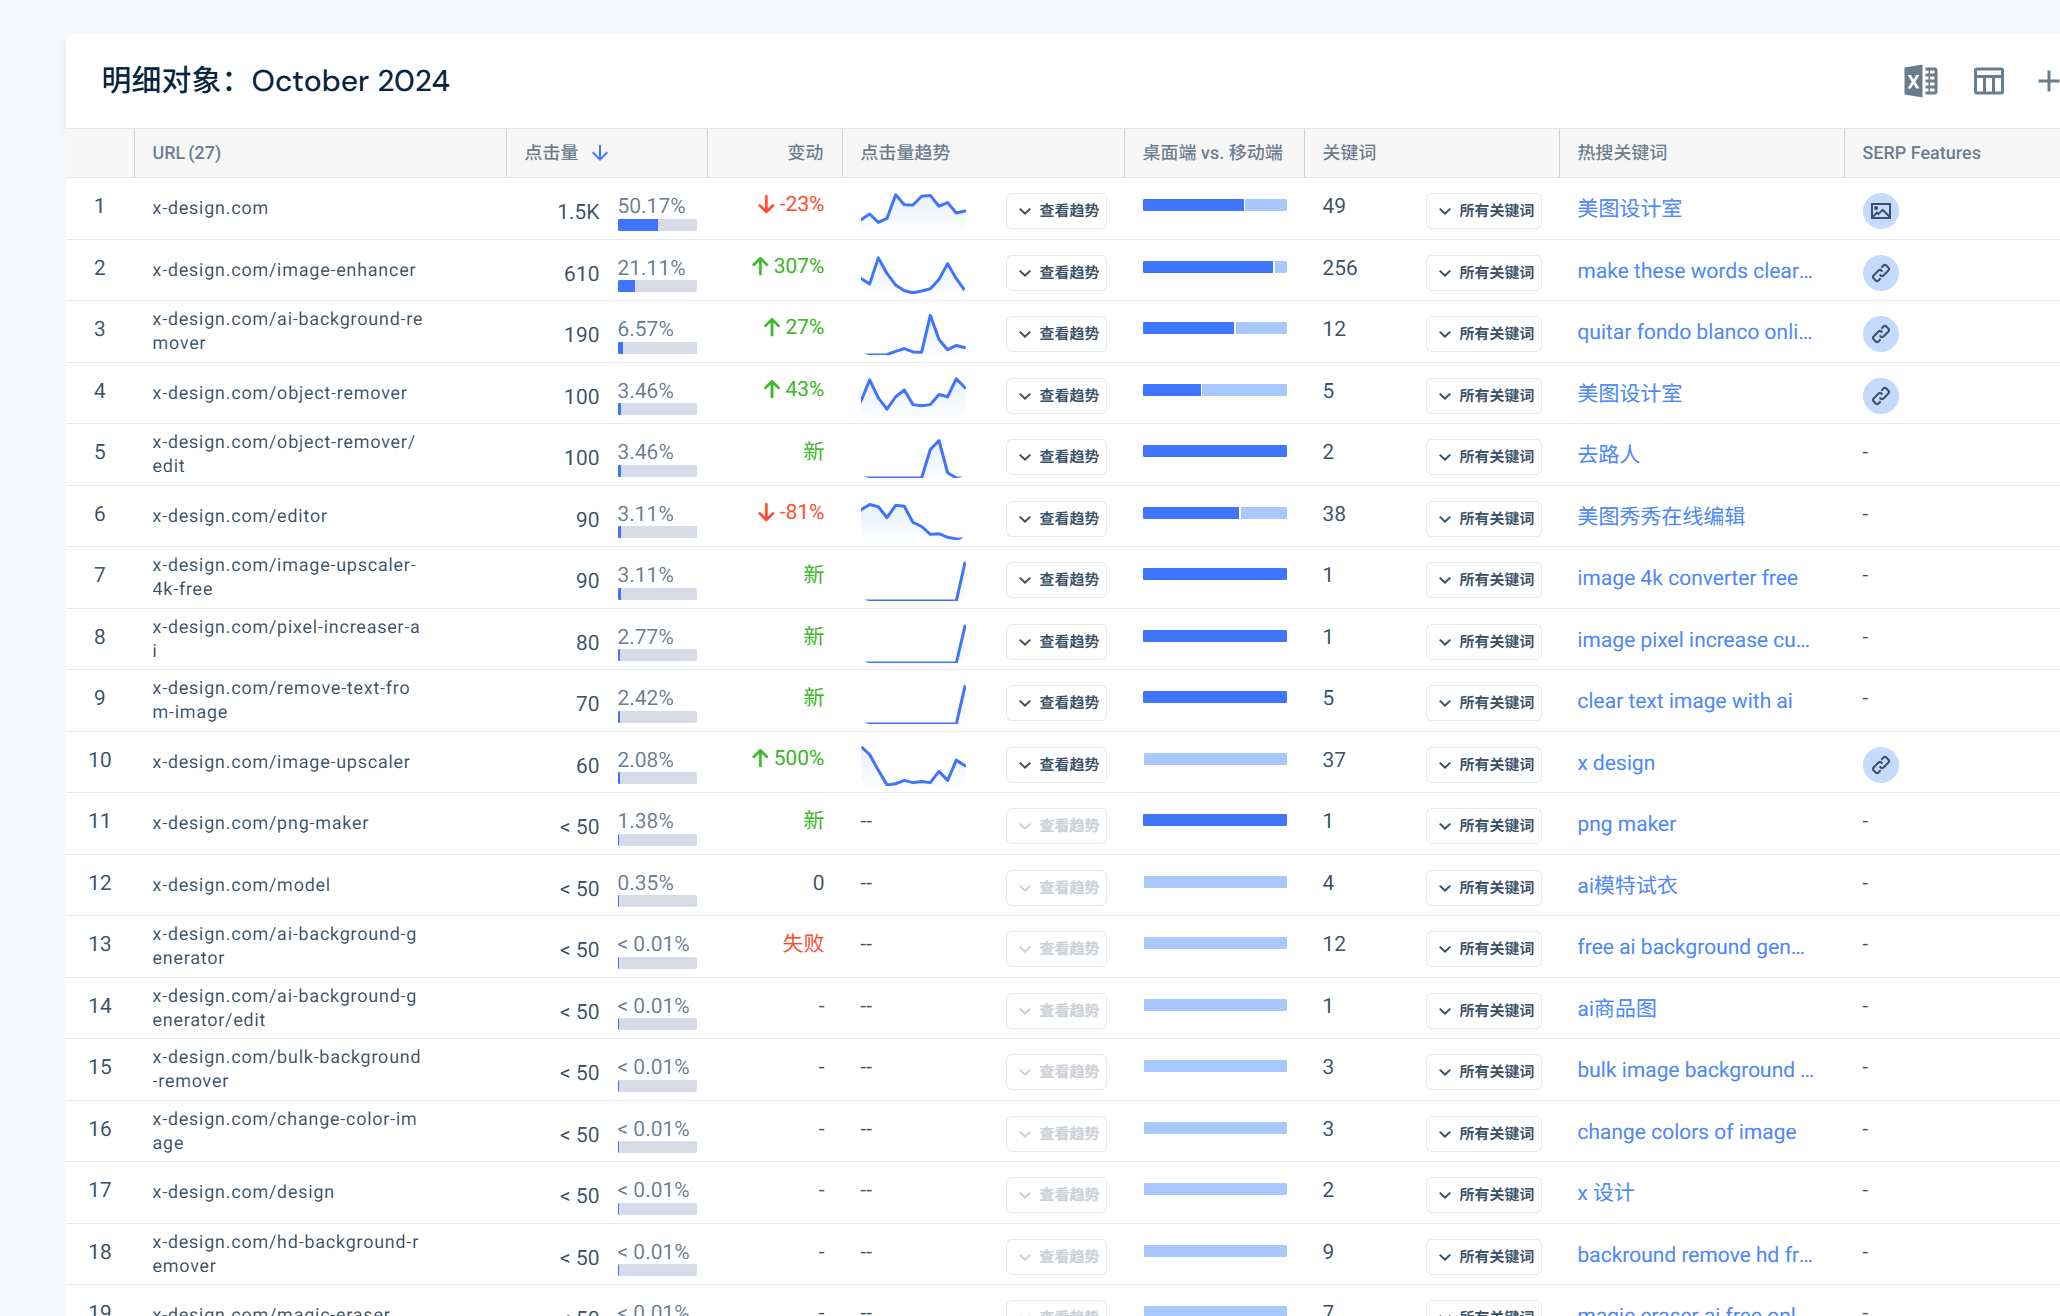 明细对象：October 2024
URL (27) 点击量 变动 点击量趋势 桌面端 vs. 移动端 关键词 热搜关键词 SERP Features
1 x-design.com 1.5K 50.17% -23% 查看趋势 49 所有关键词 美图设计室
2 x-design.com/image-enhancer 610 21.11% 307% 查看趋势 256 所有关键词 make these words clear...
3 x-design.com/ai-background-re
mover 190 6.57% 27% 查看趋势 12 所有关键词 quitar fondo blanco onli...
4 x-design.com/object-remover 100 3.46% 43% 查看趋势 5 所有关键词 美图设计室
5 x-design.com/object-remover/
edit 100 3.46% 新 查看趋势 2 所有关键词 去路人 -
6 x-design.com/editor 90 3.11% -81% 查看趋势 38 所有关键词 美图秀秀在线编辑 -
7 x-design.com/image-upscaler-
4k-free 90 3.11% 新 查看趋势 1 所有关键词 image 4k converter free -
8 x-design.com/pixel-increaser-a
i 80 2.77% 新 查看趋势 1 所有关键词 image pixel increase cu... -
9 x-design.com/remove-text-fro
m-image 70 2.42% 新 查看趋势 5 所有关键词 clear text image with ai -
10 x-design.com/image-upscaler 60 2.08% 500% 查看趋势 37 所有关键词 x design
11 x-design.com/png-maker < 50 1.38% 新 -- 查看趋势 1 所有关键词 png maker -
12 x-design.com/model < 50 0.35% 0 -- 查看趋势 4 所有关键词 ai模特试衣 -
13 x-design.com/ai-background-g
enerator < 50 < 0.01% 失败 -- 查看趋势 12 所有关键词 free ai background gen... -
14 x-design.com/ai-background-g
enerator/edit < 50 < 0.01% - -- 查看趋势 1 所有关键词 ai商品图 -
15 x-design.com/bulk-background
-remover < 50 < 0.01% - -- 查看趋势 3 所有关键词 bulk image background ... -
16 x-design.com/change-color-im
age < 50 < 0.01% - -- 查看趋势 3 所有关键词 change colors of image -
17 x-design.com/design < 50 < 0.01% - -- 查看趋势 2 所有关键词 x 设计 -
18 x-design.com/hd-background-r
emover < 50 < 0.01% - -- 查看趋势 9 所有关键词 backround remove hd fr... -
19 x-design.com/magic-eraser < 50 < 0.01% - -- 查看趋势 7 所有关键词 magic eraser ai free onl... -